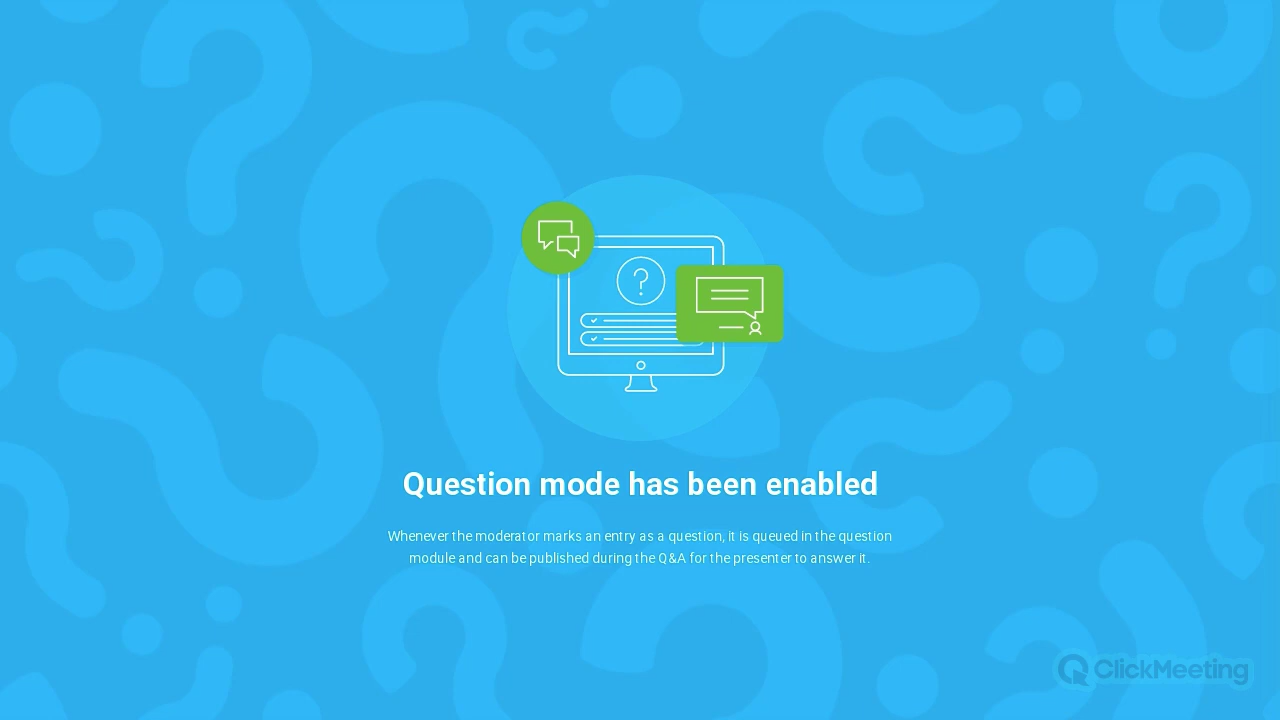 Question mode has been enabled
Whenever the moderator marks an entry as a question, it is queued in the question
module and can be published during the Q&A for the presenter to answer it.
ClickMeeting